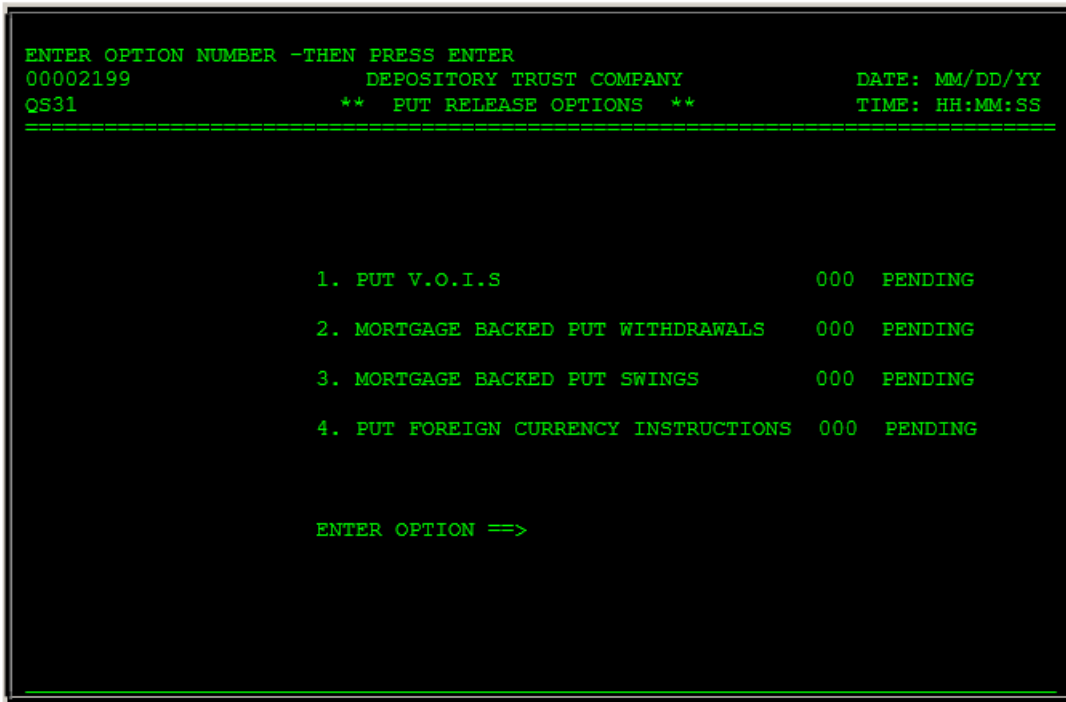 ENTER OPTION NUMBER -THEN PRESS ENTER
00002199 DEPOSITORY TRUST COMPANY DATE: MM/DD/YY
QS31 ** PUT RELEASE OPTIONS ** TIME: HH:MM:SS
==============================================================================
1. PUT V.O.I.S 000 PENDING
2. MORTGAGE BACKED PUT WITHDRAWALS 000 PENDING
3. MORTGAGE BACKED PUT SWINGS 000 PENDING
4. PUT FOREIGN CURRENCY INSTRUCTIONS 000 PENDING
ENTER OPTION ==>